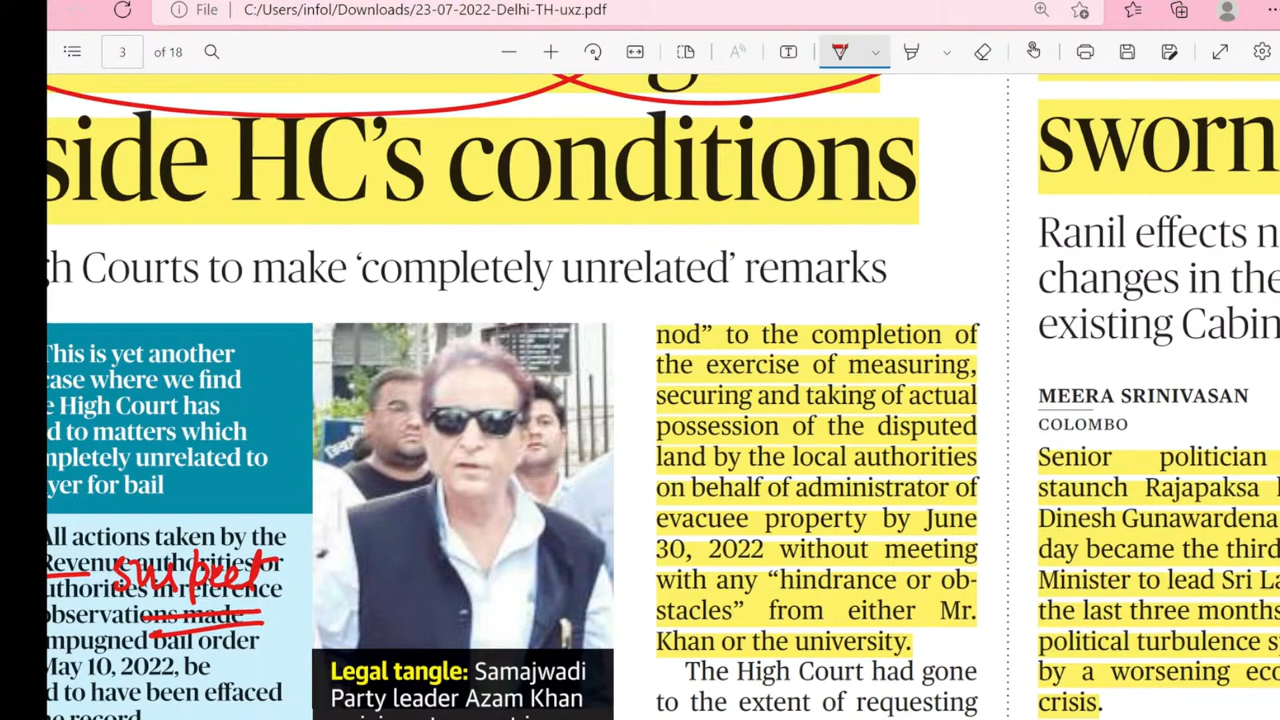 File C:/Users/infol/Downloads/23-07-2022-Delhi-TH-uxz.pdf
3 of 18
side HC's conditions
gh Courts to make 'completely unrelated' remarks
This is yet another
case where we find
e High Court has
d to matters which
mpletely unrelated to
yer for bail
All actions taken by the
Revenue authorities or
uthorities in reference
observations made
mpugned bail order
May 10, 2022, be
d to have been effaced
he record
Legal tangle: Samajwadi
Party leader Azam Khan
nod" to the completion of
the exercise of measuring,
securing and taking of actual
possession of the disputed
land by the local authorities
on behalf of administrator of
evacuee property by June
30, 2022 without meeting
with any "hindrance or ob-
stacles" from either Mr.
Khan or the university.
The High Court had gone
to the extent of requesting
sworn
Ranil effects n
changes in the
existing Cabin
MEERA SRINIVASAN
COLOMBO
Senior politician
staunch Rajapaksa
Dinesh Gunawardena
day became the third
Minister to lead Sri La
the last three months
political turbulence s
by a worsening eco
crisis.